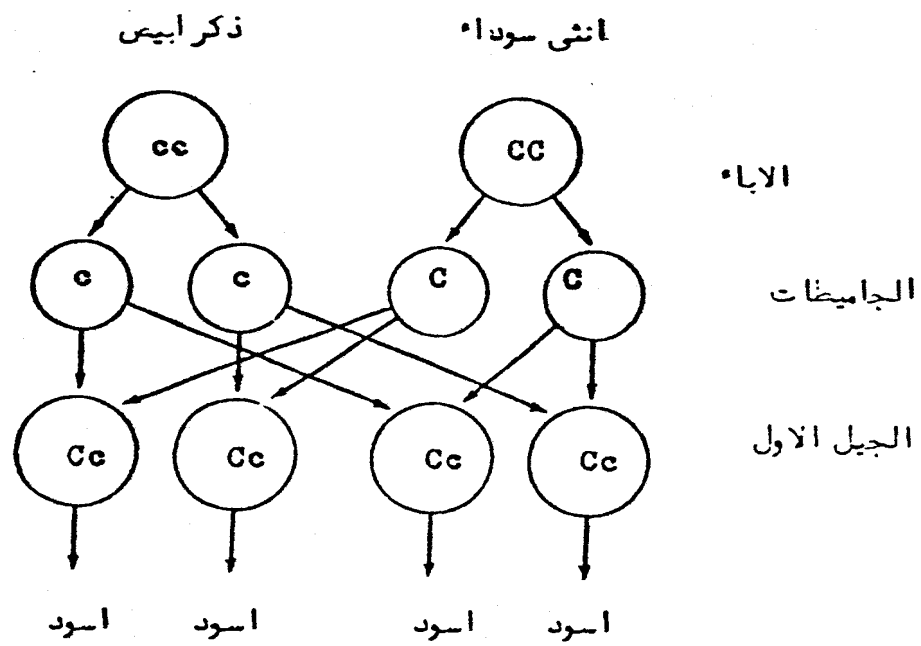 انثى سوداء ذكر ابيض
CC cc الاباء
C C c c الجاميطات
Cc Cc Cc Cc الجيل الاول
اسود اسود اسود اسود